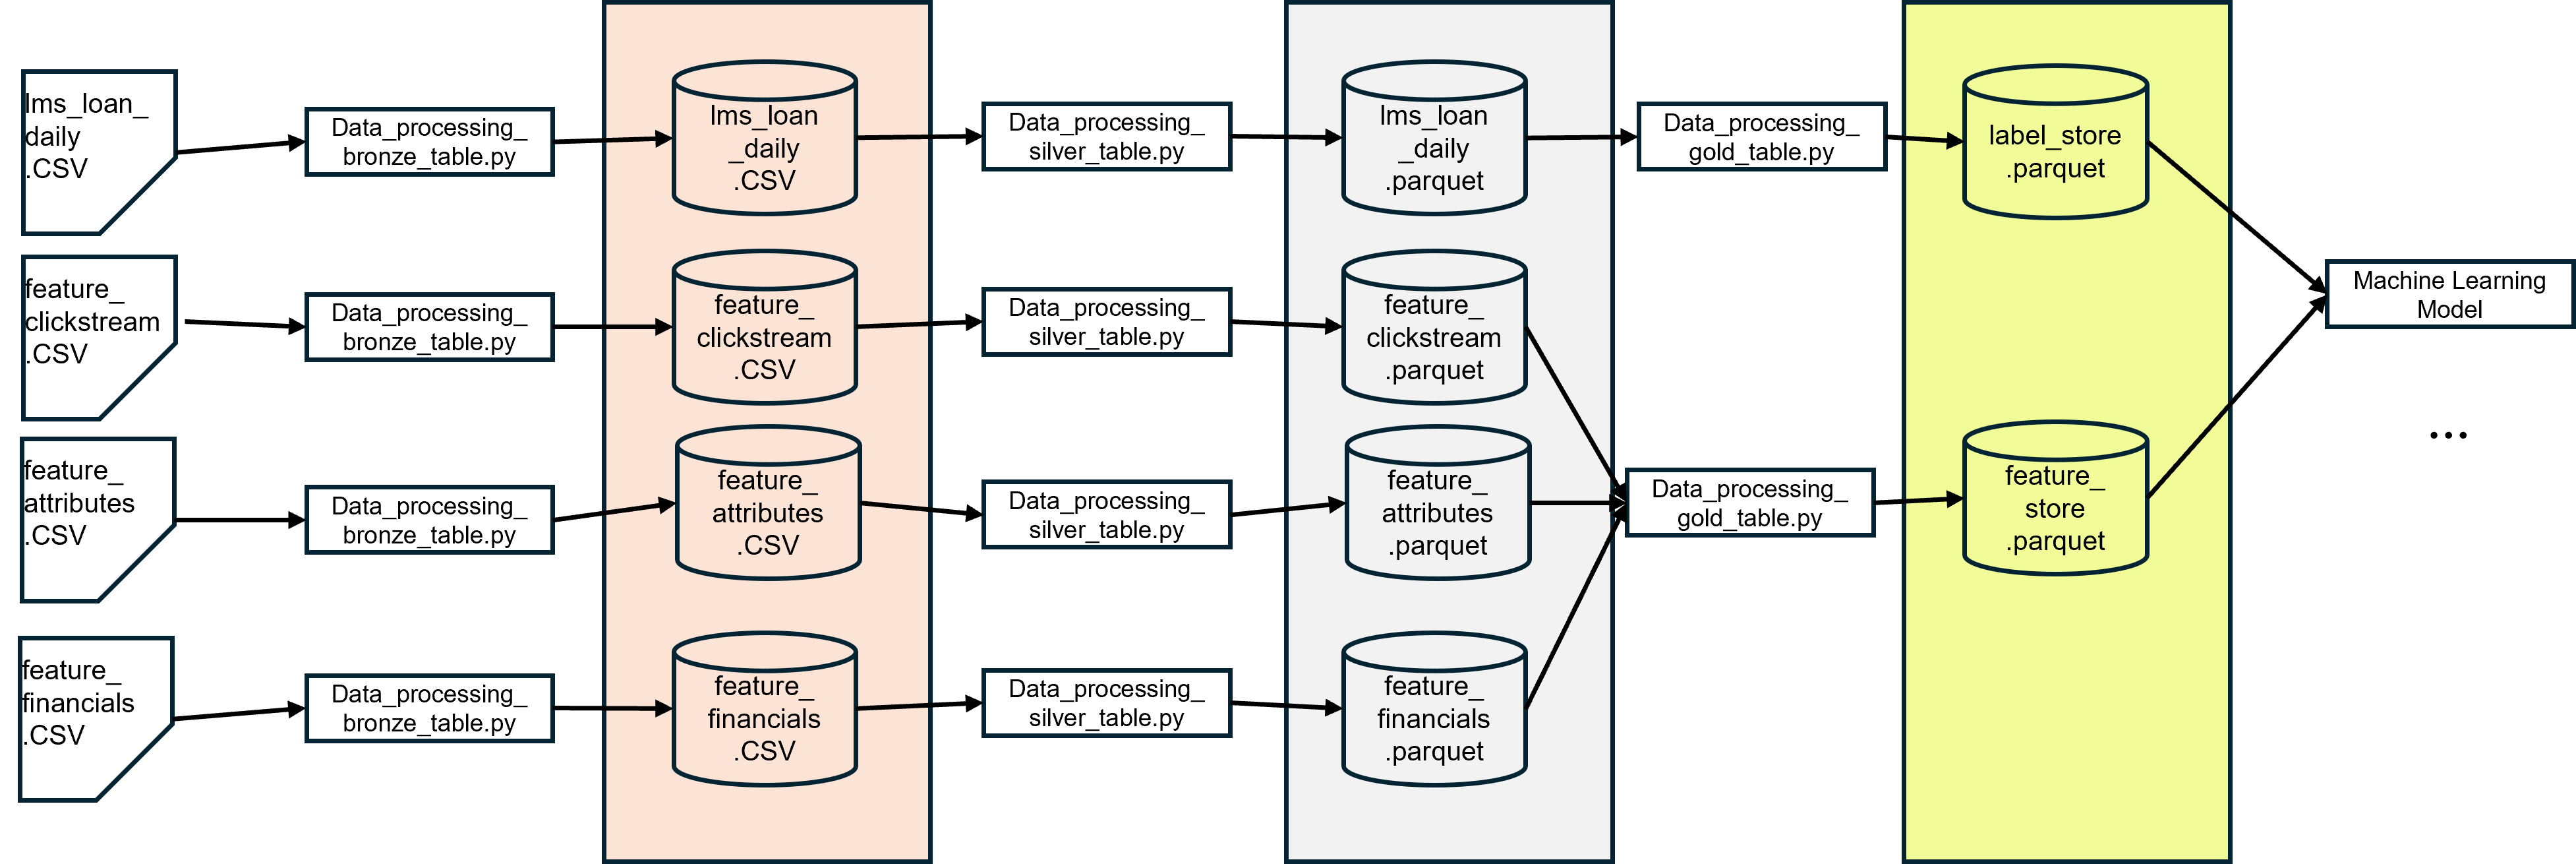 lms_loan_
daily
.CSV
Data_processing_
bronze_table.py
lms_loan
_daily
.CSV
Data_processing_
silver_table.py
lms_loan
_daily
.parquet
Data_processing_
gold_table.py
label_store
.parquet
feature_
clickstream
.CSV
Data_processing_
bronze_table.py
feature_
clickstream
.CSV
Data_processing_
silver_table.py
feature_
clickstream
.parquet
Machine Learning
Model
...
feature_
attributes
.CSV
Data_processing_
bronze_table.py
feature_
attributes
.CSV
Data_processing_
silver_table.py
feature_
attributes
.parquet
Data_processing_
gold_table.py
feature_
store
.parquet
feature_
financials
.CSV
Data_processing_
bronze_table.py
feature_
financials
.CSV
Data_processing_
silver_table.py
feature_
financials
.parquet